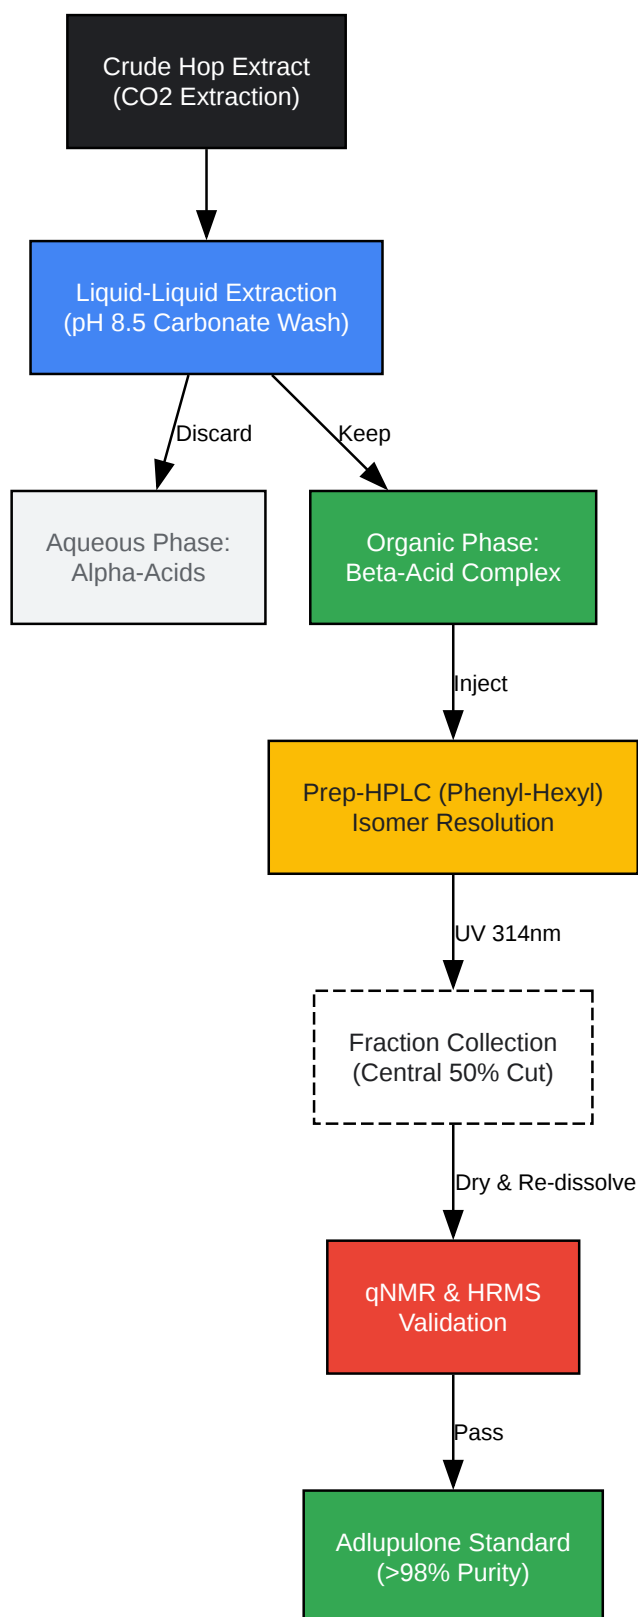 Crude Hop Extract
(CO2 Extraction)
Liquid-Liquid Extraction
(pH 8.5 Carbonate Wash)
Discard
Keep
Aqueous Phase:
Alpha-Acids
Organic Phase:
Beta-Acid Complex
Inject
Prep-HPLC (Phenyl-Hexyl)
Isomer Resolution
UV 314nm
Fraction Collection
(Central 50% Cut)
Dry & Re-dissolve
qNMR & HRMS
Validation
Pass
Adlupulone Standard
(>98% Purity)